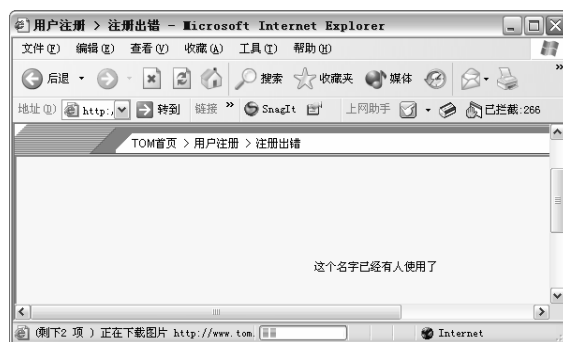 用户注册 > 注册出错 - Microsoft Internet Explorer
文件(F) 编辑(E) 查看(V) 收藏(A) 工具(T) 帮助(H)
后退 搜索 收藏夹 媒体 »
地址(D) http:/ 转到 链接 » SnagIt 上网助手 已拦截:266
TOM首页 > 用户注册 > 注册出错
这个名字已经有人使用了
(剩下2 项 ) 正在下载图片 http://www.tom. Internet